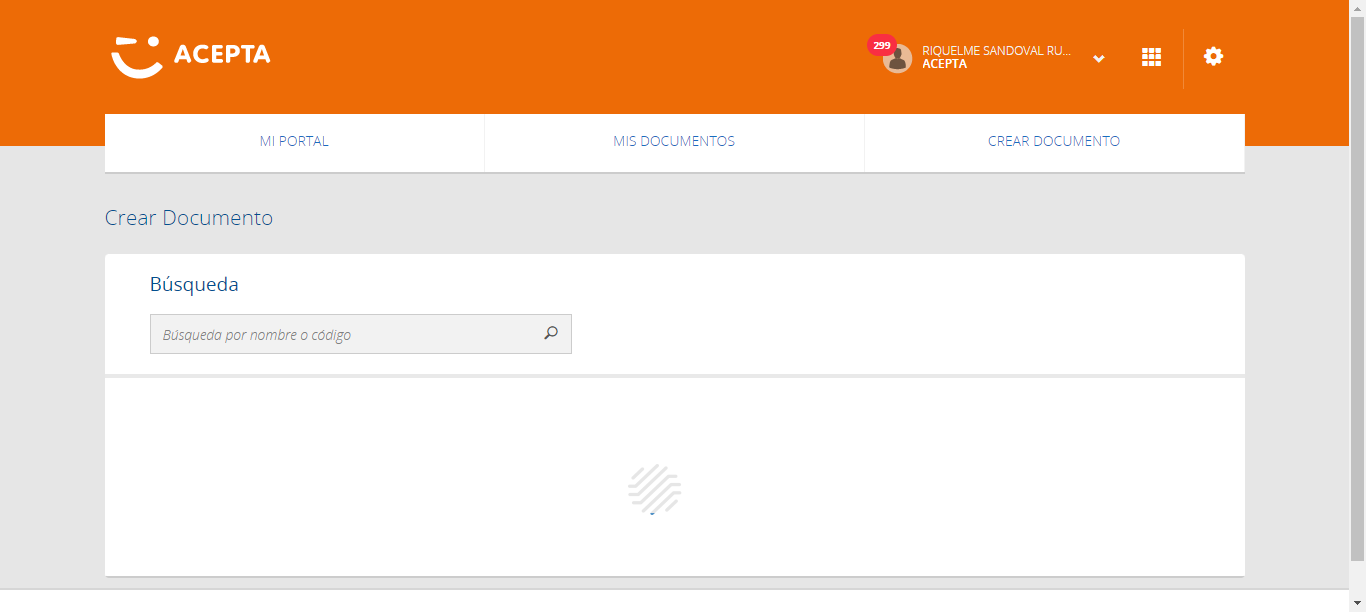 ACEPTA
299
RIQUELME SANDOVAL RU...
ACEPTA
MI PORTAL
MIS DOCUMENTOS
CREAR DOCUMENTO
Crear Documento
Búsqueda
Búsqueda por nombre o código